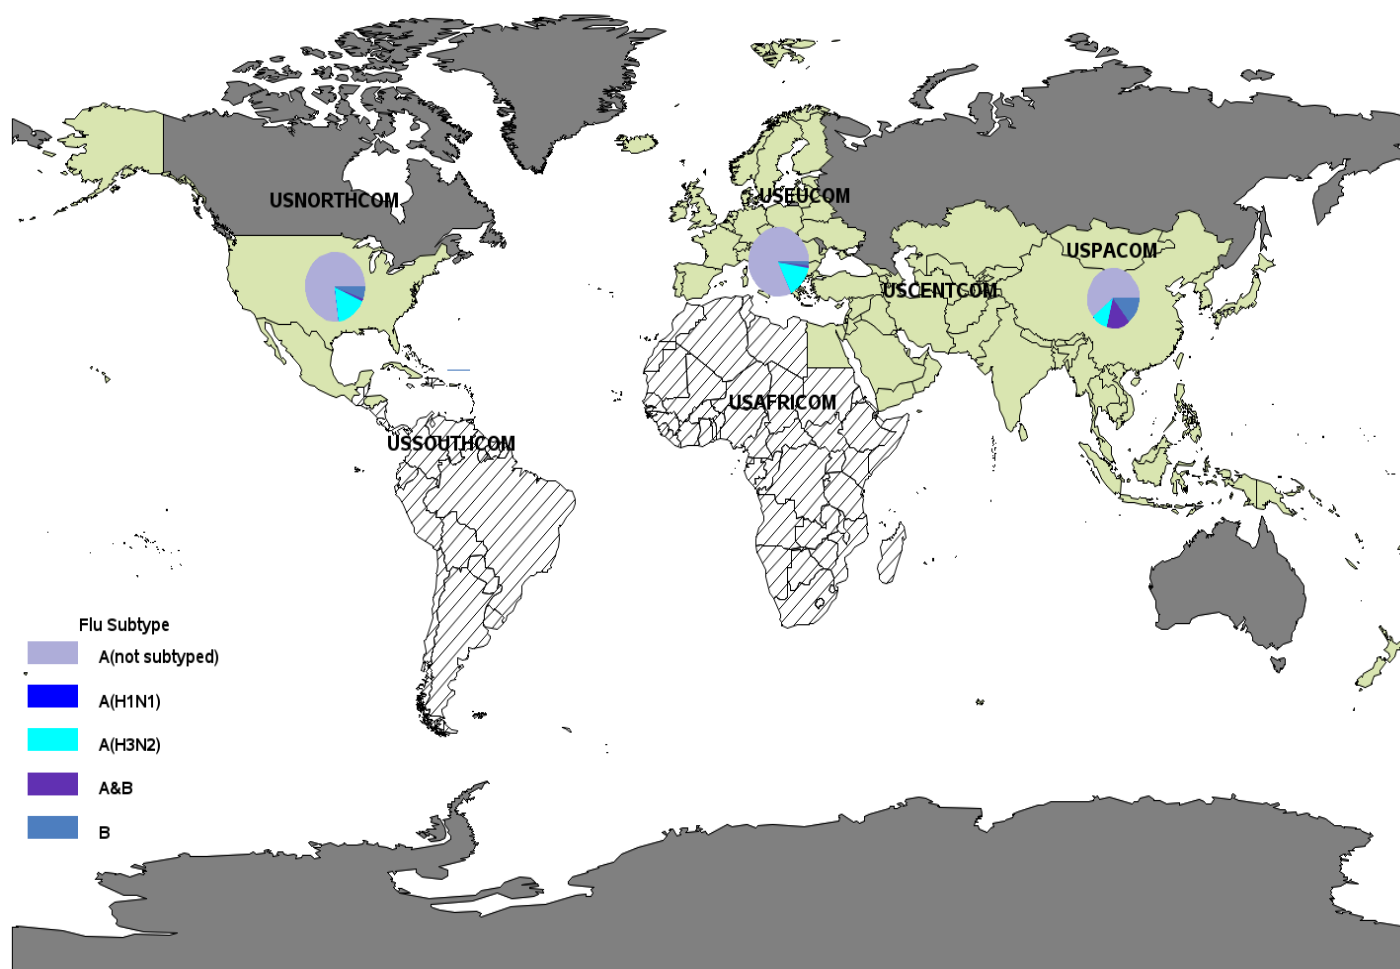 USNORTHCOM
USEUCOM
USPACOM
USCENTCOM
USAFRICOM
USSOUTHCOM
Flu Subtype
A(not subtyped)
A(H1N1)
A(H3N2)
A&B
B